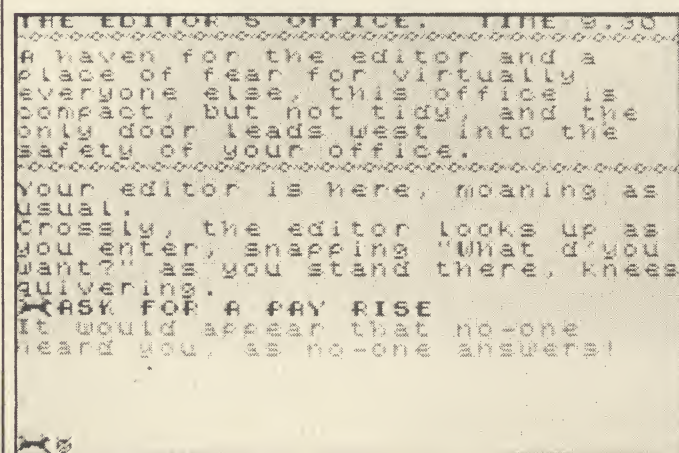 THE EDITOR'S OFFICE. TIME 9.30
A haven for the editor and a
place of fear for virtually
everyone else, this office is
compact, but not tidy, and the
only door leads west into the
safety of your office.
Your editor is here, moaning as
usual.
Crossly, the editor looks up as
you enter, snapping "What d'you
want?" as you stand there, knees
quivering.
ASK FOR A PAY RISE
It would appear that no-one
heard you, as no-one answers!